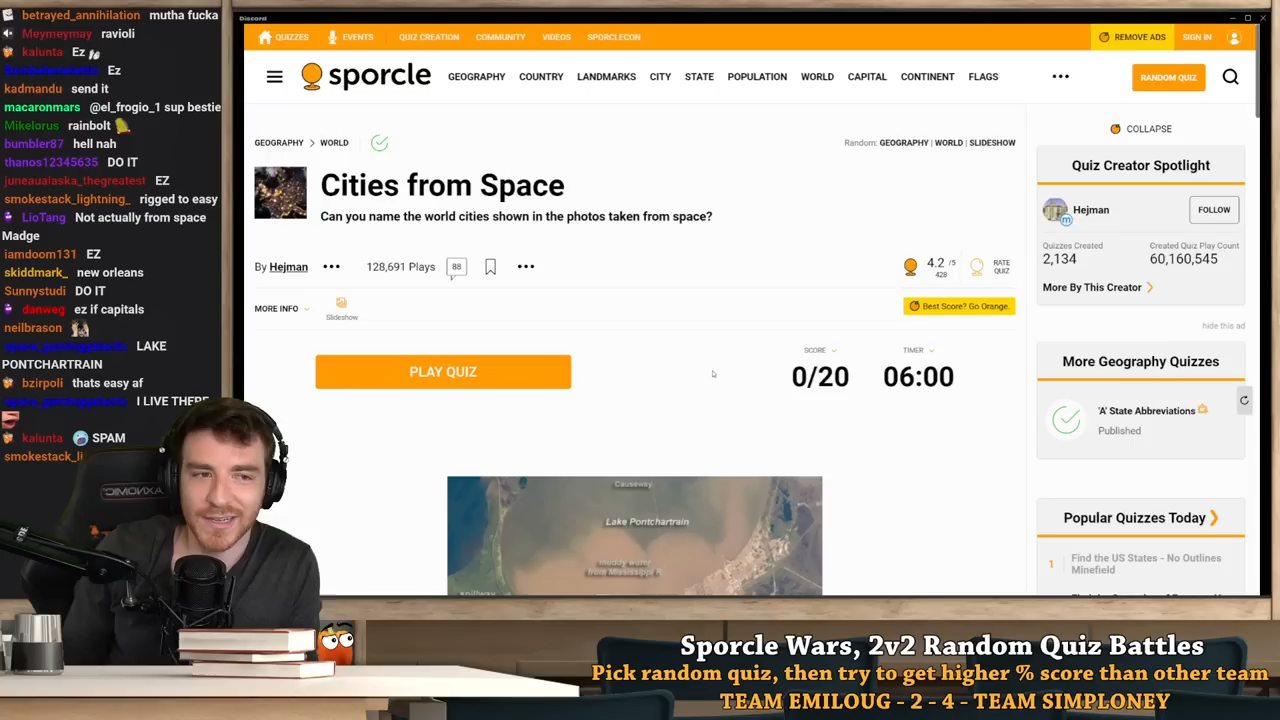 betrayed_annihilation mutha fucka
Meymeymay ravioli
kalunta Ez
Ez
kadmandu send it
macaronmars @el_frogio_1 sup bestie
Mikelorus rainbolt
bumbler87 hell nah
thanos12345635 DO IT
juneaualaska_thegreatest EZ
smokestack_lightning_ rigged to easy
LioTang Not actually from space
Madge
iamdoom131 EZ
skiddmark_ new orleans
Sunnystudi DO IT
danweg ez if capitals
neilbrason
LAKE
PONTCHARTRAIN
bzirpoli thats easy af
I LIVE THERE
kalunta SPAM
smokestack_li
Discord
QUIZZES EVENTS QUIZ CREATION COMMUNITY VIDEOS SPORCLECON REMOVE ADS SIGN IN
sporcle GEOGRAPHY COUNTRY LANDMARKS CITY STATE POPULATION WORLD CAPITAL CONTINENT FLAGS ••• RANDOM QUIZ
GEOGRAPHY > WORLD
Random: GEOGRAPHY | WORLD | SLIDESHOW
Cities from Space
Can you name the world cities shown in the photos taken from space?
By Hejman ••• 128,691 Plays 88 •••
4.2 /5
428
RATE
QUIZ
MORE INFO
Slideshow
Best Score? Go Orange.
PLAY QUIZ
SCORE
0/20
TIMER
06:00
Causeway
Lake Pontchartrain
muddy water
from Mississippi R.
spillway
COLLAPSE
Quiz Creator Spotlight
Hejman
FOLLOW
Quizzes Created
2,134
Created Quiz Play Count
60,160,545
More By This Creator
hide this ad
More Geography Quizzes
'A' State Abbreviations
Published
Popular Quizzes Today
1 Find the US States - No Outlines
Minefield
Sporcle Wars, 2v2 Random Quiz Battles
Pick random quiz, then try to get higher % score than other team
TEAM EMILOUG - 2 - 4 - TEAM SIMPLONEY